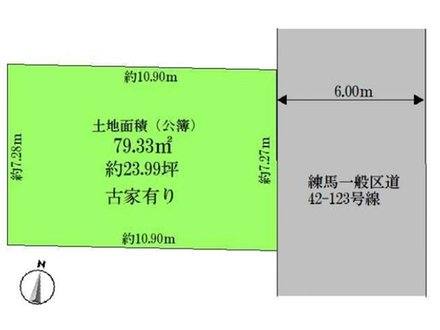 約10.90m
土地面積（公簿）
79.33㎡
約23.99坪
古家有り
約7.28m
約7.27m
約10.90m
6.00m
練馬一般区道
42-123号線
N